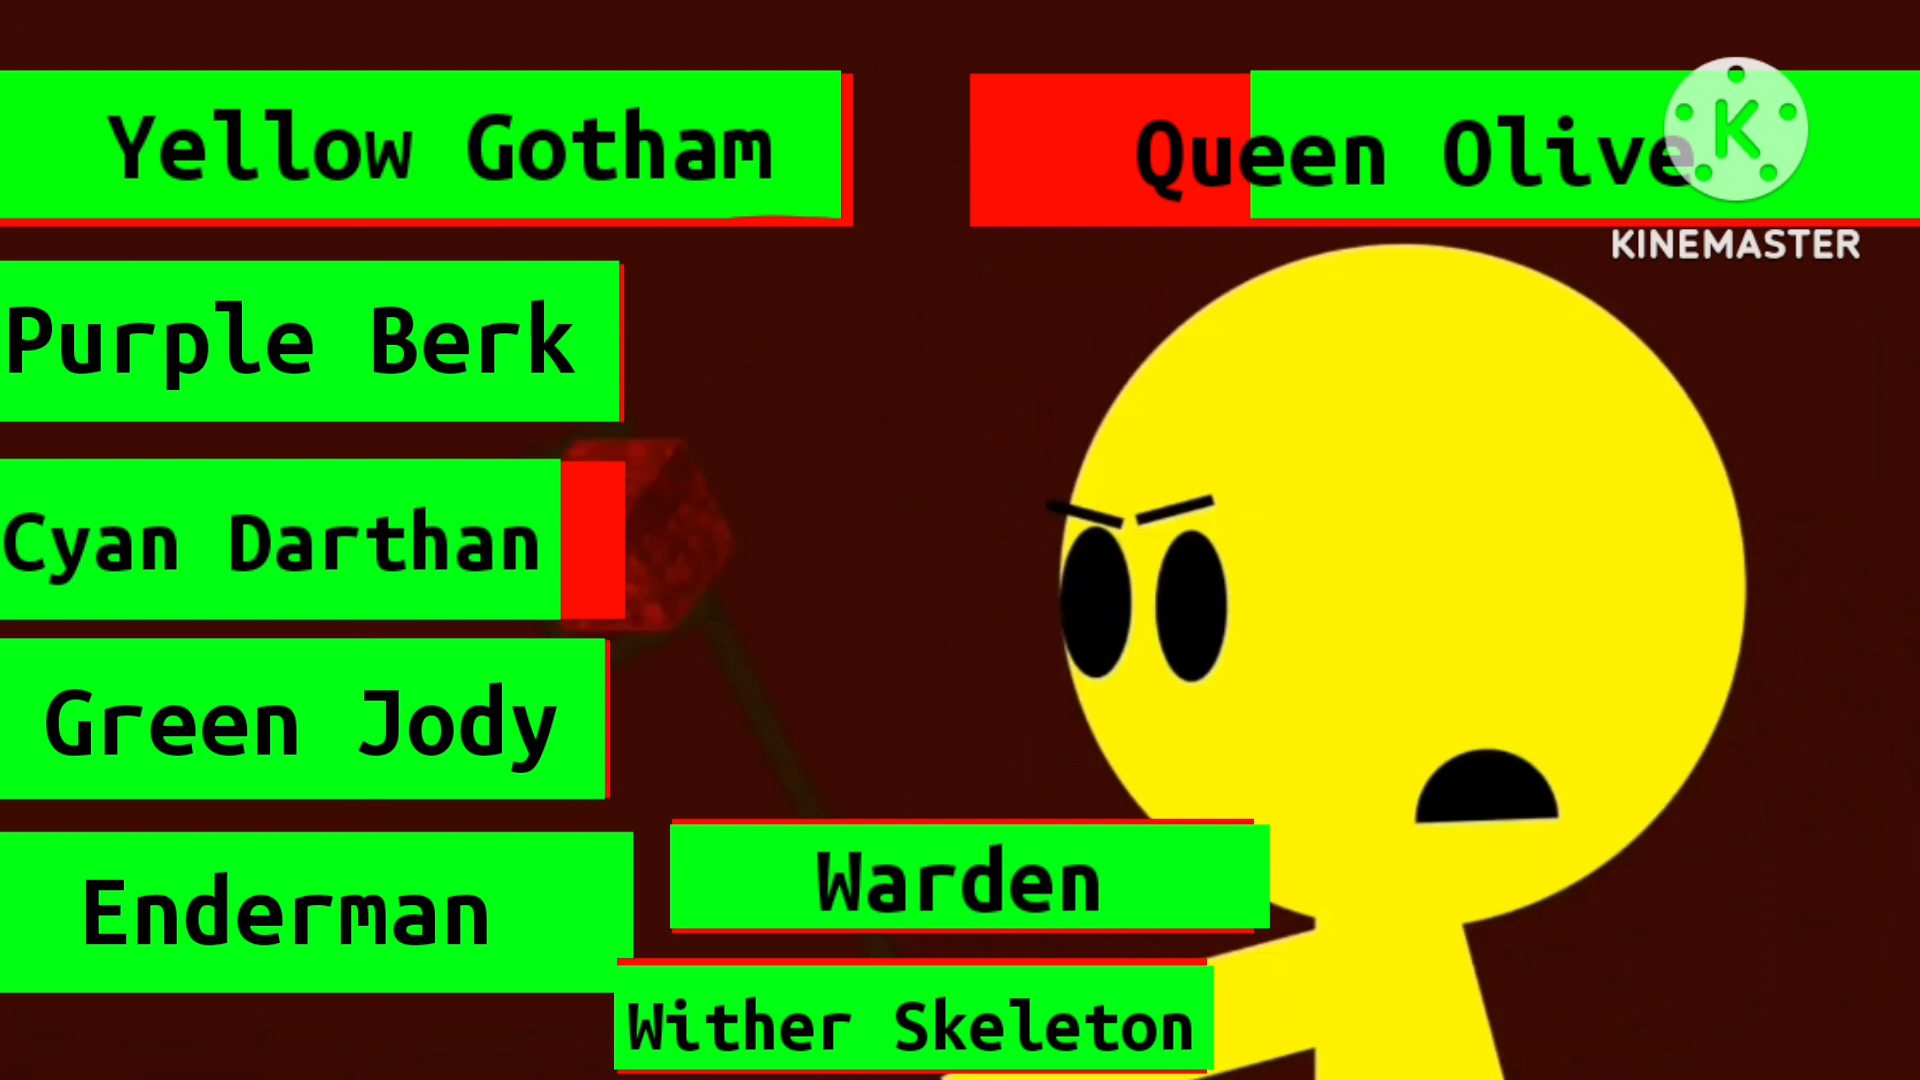 Yellow Gotham
Queen Olive
K
KINEMASTER
Purple Berk
Cyan Darthan
Green Jody
Enderman
Warden
Wither Skeleton